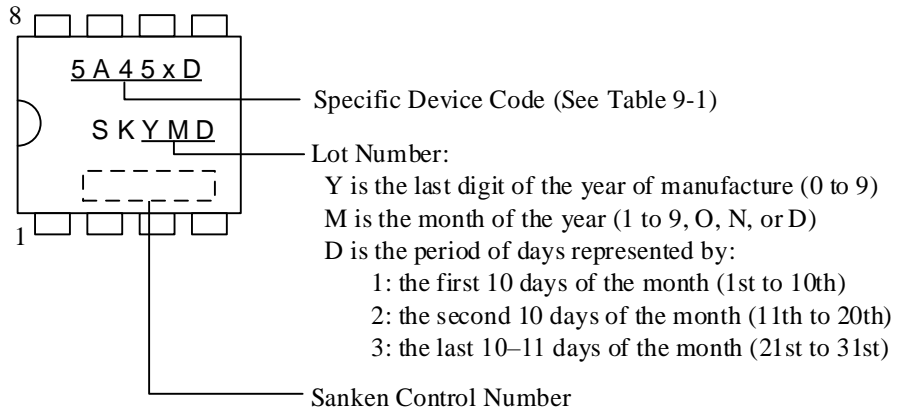 8
5 A 4 5 x D
Specific Device Code (See Table 9-1)
S K Y M D
Lot Number:
Y is the last digit of the year of manufacture (0 to 9)
M is the month of the year (1 to 9, O, N, or D)
D is the period of days represented by:
1: the first 10 days of the month (1st to 10th)
2: the second 10 days of the month (11th to 20th)
3: the last 10–11 days of the month (21st to 31st)
1
Sanken Control Number